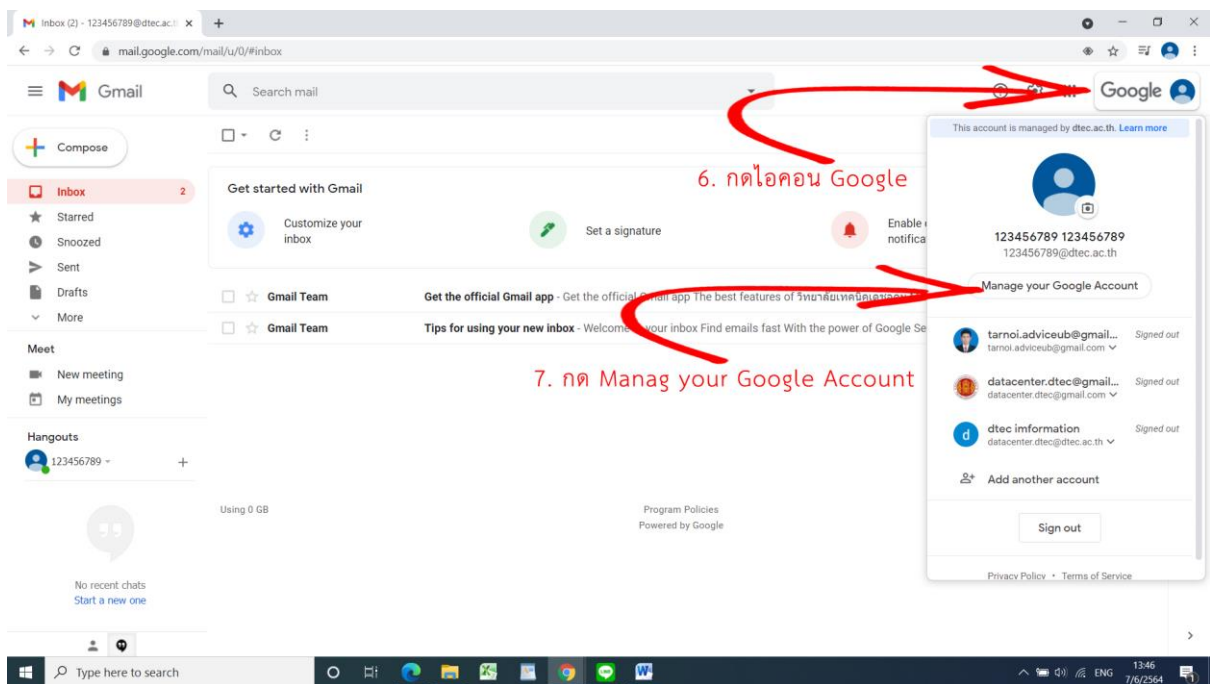 Inbox (2) - 123456789@dtec.ac.t
mail.google.com/mail/u/0/#inbox
Gmail
Search mail
Google
Compose
This account is managed by dtec.ac.th. Learn more
6. กดไอคอน Google
Inbox 2
Starred
Snoozed
Sent
Drafts
More
Get started with Gmail
Customize your
inbox
Set a signature
Enable
notifica
123456789 123456789
123456789@dtec.ac.th
Manage your Google Account
Gmail Team Get the official Gmail app - Get the official Gmail app The best features of
Gmail Team Tips for using your new inbox - Welcome your inbox Find emails fast With the power of Google Se
7. กด Manag your Google Account
Meet
New meeting
My meetings
Hangouts
123456789
tarnoi.adviceub@gmail... Signed out
tarnoi.adviceub@gmail.com
datacenter.dtec@gmail... Signed out
datacenter.dtec@gmail.com
d
dtec imformation Signed out
datacenter.dtec@dtec.ac.th
Add another account
Using 0 GB
Program Policies
Powered by Google
Sign out
Privacy Policy • Terms of Service
No recent chats
Start a new one
Type here to search
ENG
13:46
7/6/2564